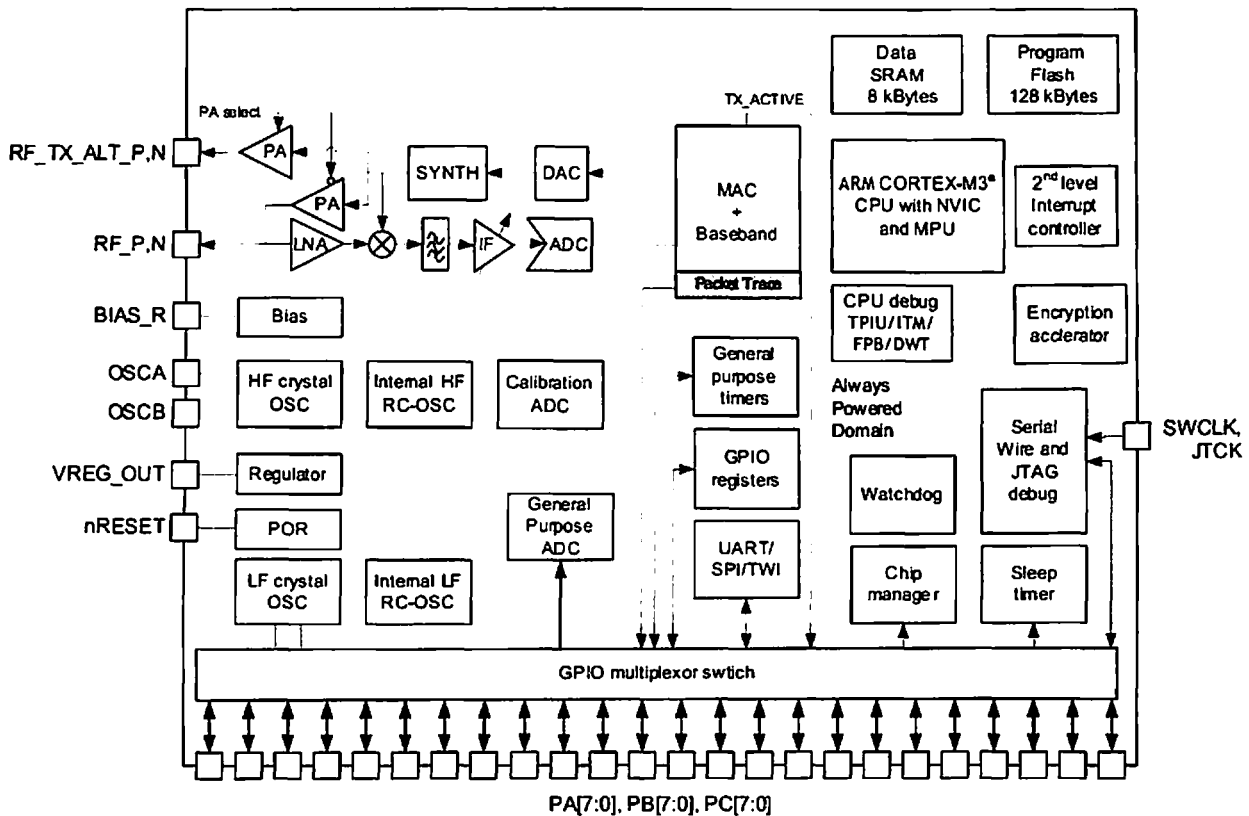 Data
SRAM
8 kBytes
Program
Flash
128 kBytes
TX_ACTIVE
PA select
RF_TX_ALT_P,N
PA
SYNTH
DAC
MAC
+
Baseband
ARM CORTEX-M3®
CPU with NVIC
and MPU
2nd level
Interrupt
controller
PA
RF_P,N
LNA
IF
ADC
Packet Trace
BIAS_R
Bias
CPU debug
TPIU/ITM/
FPB/DWT
Encryption
acclerator
OSCA
OSCB
HF crystal
OSC
Internal HF
RC-OSC
Calibration
ADC
General
purpose
timers
Always
Powered
Domain
Serial
Wire and
JTAG
debug
SWCLK,
JTCK
VREG_OUT
Regulator
GPIO
registers
Watchdog
nRESET
POR
General
Purpose
ADC
UART/
SPI/TWI
Chip
manager
Sleep
timer
LF crystal
OSC
Internal LF
RC-OSC
GPIO multiplexor swtich
PA[7:0], PB[7:0], PC[7:0]